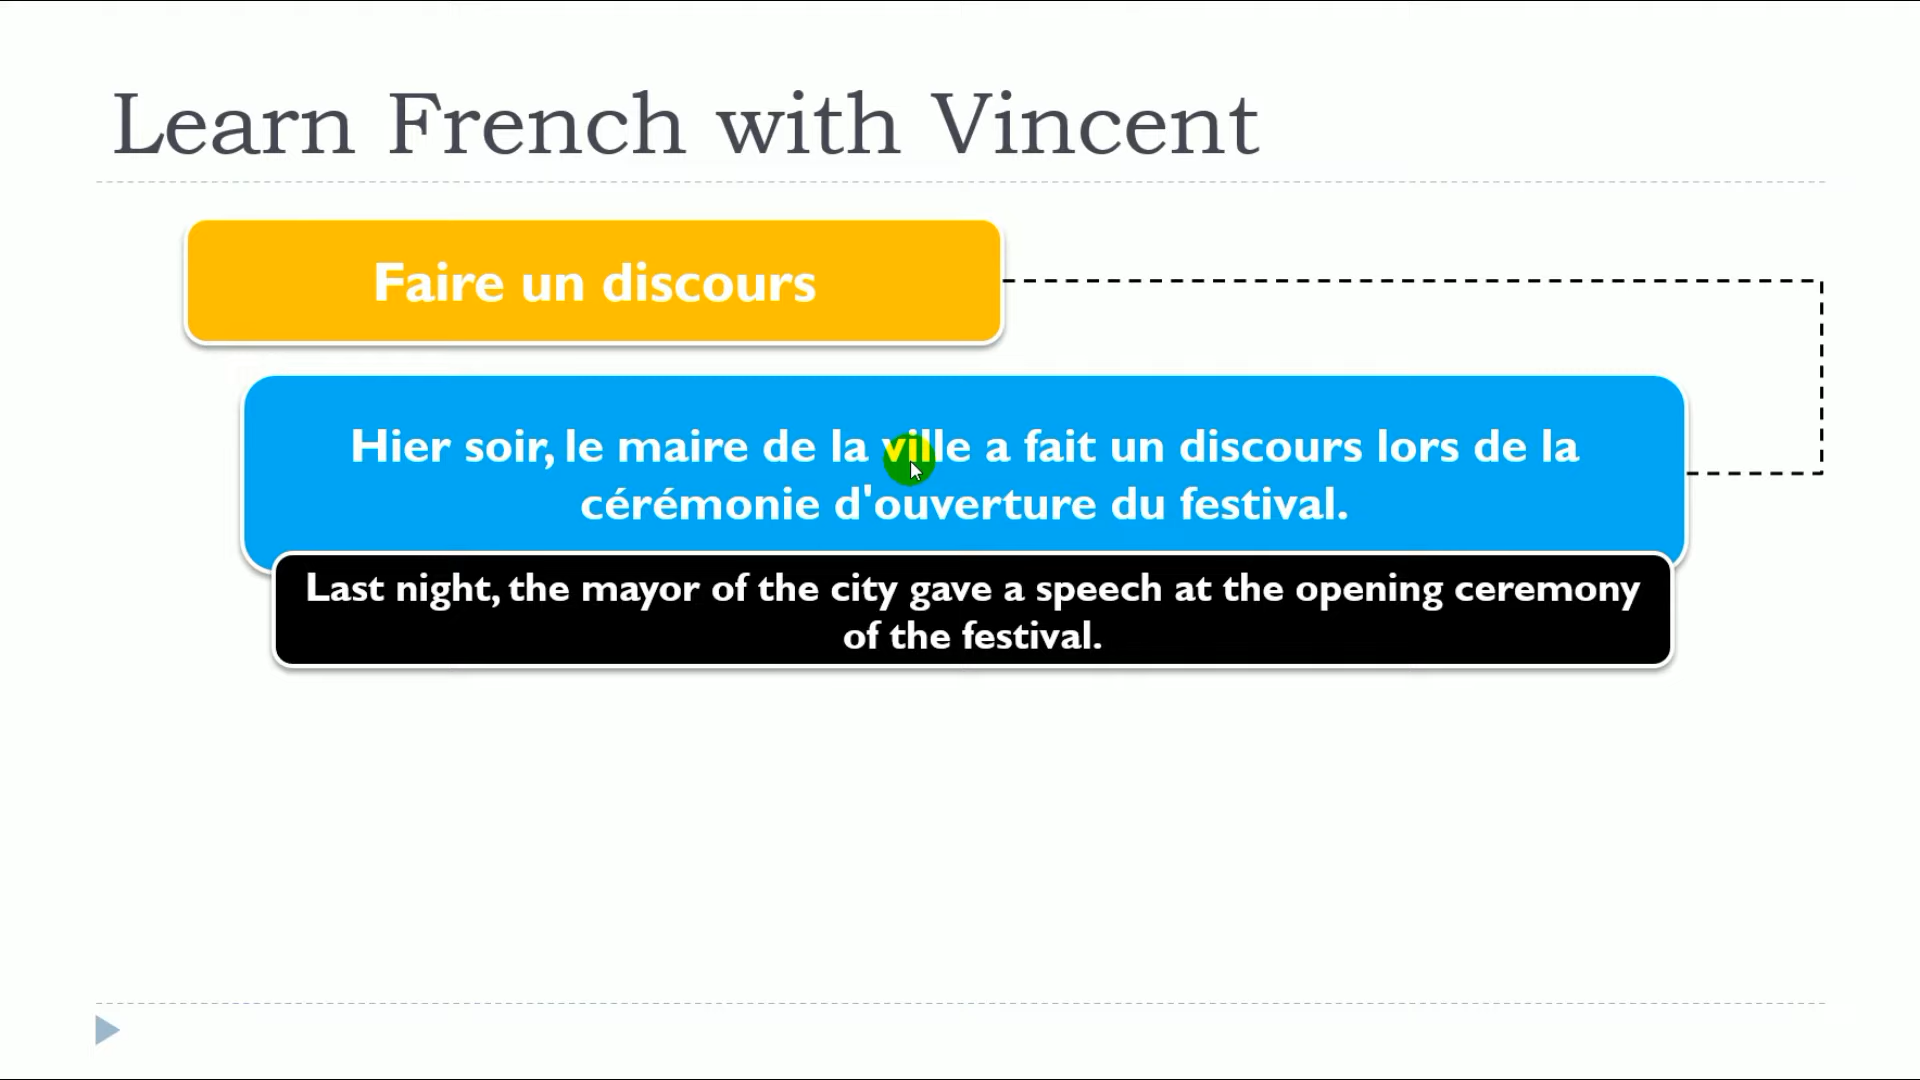 Learn French with Vincent
Faire un discours
Hier soir, le maire de la ville a fait un discours lors de la
cérémonie d'ouverture du festival.
Last night, the mayor of the city gave a speech at the opening ceremony
of the festival.